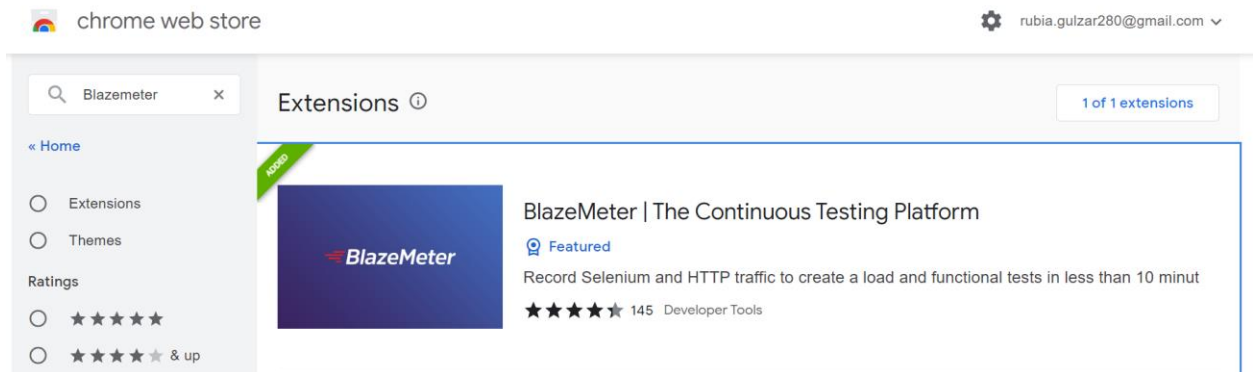 chrome web store
rubia.gulzar280@gmail.com
Blazemeter
×
Extensions
1 of 1 extensions
« Home
ADDED
Extensions
Themes
Ratings
& up
BlazeMeter
BlazeMeter | The Continuous Testing Platform
Featured
Record Selenium and HTTP traffic to create a load and functional tests in less than 10 minut
145 Developer Tools